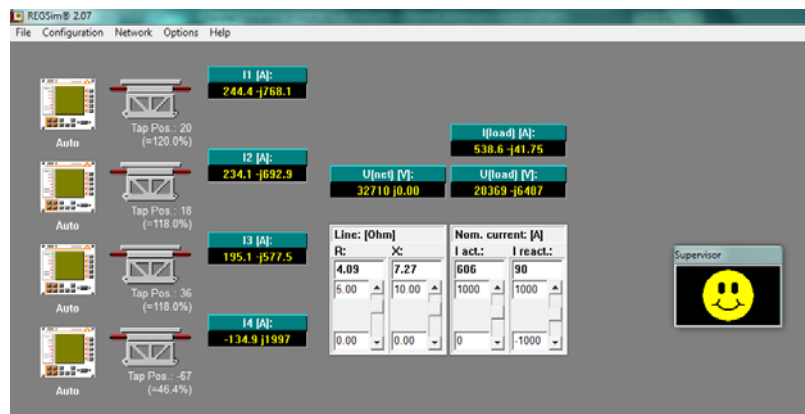 REGSim® 2.07
File Configuration Network Options Help
Auto
Tap Pos.: 20
(=120.0%)
I1 [A]:
244.4 -j768.1
Auto
Tap Pos.: 18
(=118.0%)
I2 [A]:
234.1 -j692.9
Auto
Tap Pos.: 36
(=118.0%)
I3 [A]:
195.1 -j577.5
Auto
Tap Pos.: -67
(=46.4%)
I4 [A]:
-134.9 j1997
I(load) [A]:
538.6 -j41.75
U(net) [V]:
32710 j0.00
U(load) [V]:
28369 -j6487
Line: [Ohm]
R: X:
4.09 7.27
5.00 10.00
0.00 0.00
Nom. current: [A]
I act.: I react.:
606 90
1000 1000
0 -1000
Supervisor